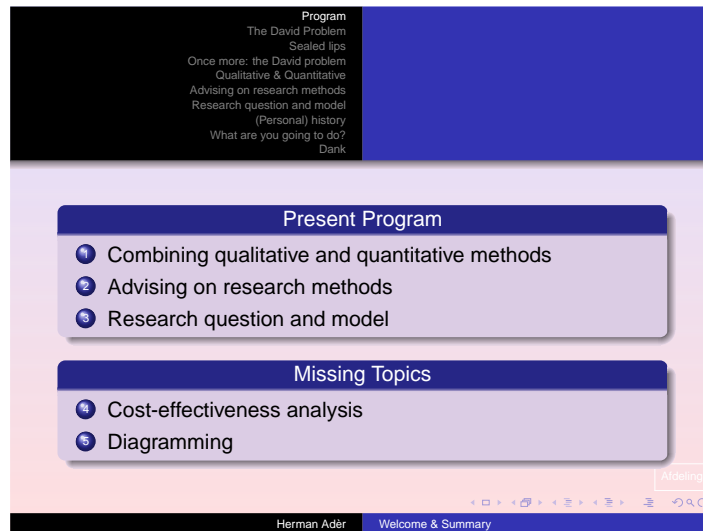 Program
The David Problem
Sealed lips
Once more: the David problem
Qualitative & Quantitative
Advising on research methods
Research question and model
(Personal) history
What are you going to do?
Dank
Present Program
1 Combining qualitative and quantitative methods
2 Advising on research methods
3 Research question and model
Missing Topics
4 Cost-effectiveness analysis
5 Diagramming
Afdeling
Herman Adèr Welcome & Summary